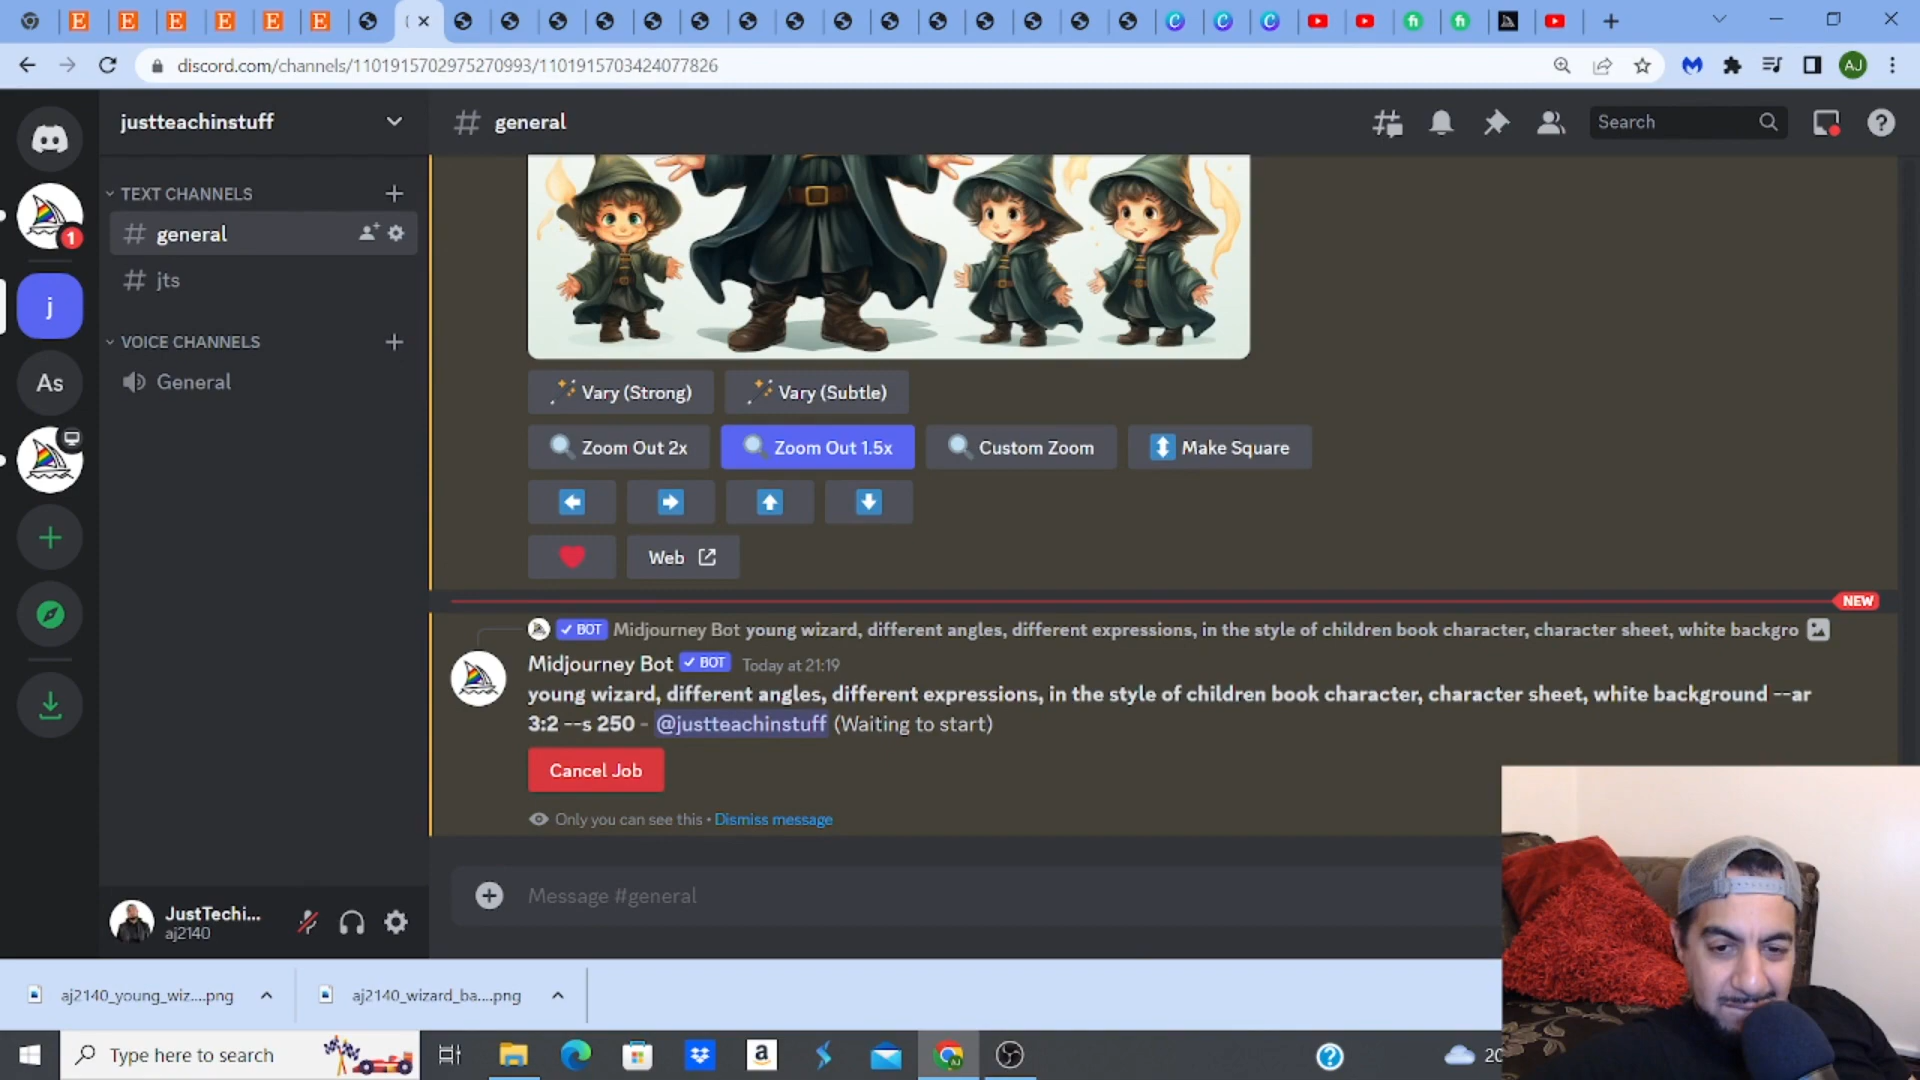 discord.com/channels/1101915702975270993/1101915703424077826
AJ
justteachinstuff
general
Search
TEXT CHANNELS
general
jts
VOICE CHANNELS
General
1
j
As
Vary (Strong)
Vary (Subtle)
Zoom Out 2x
Zoom Out 1.5x
Custom Zoom
Make Square
Web
NEW
BOT Midjourney Bot young wizard, different angles, different expressions, in the style of children book character, character sheet, white backgro
Midjourney Bot BOT Today at 21:19
young wizard, different angles, different expressions, in the style of children book character, character sheet, white background --ar
3:2 --s 250 - @justteachinstuff (Waiting to start)
Cancel Job
Only you can see this • Dismiss message
Message #general
JustTechi...
aj2140
aj2140_young_wiz....png
aj2140_wizard_ba....png
Type here to search
20